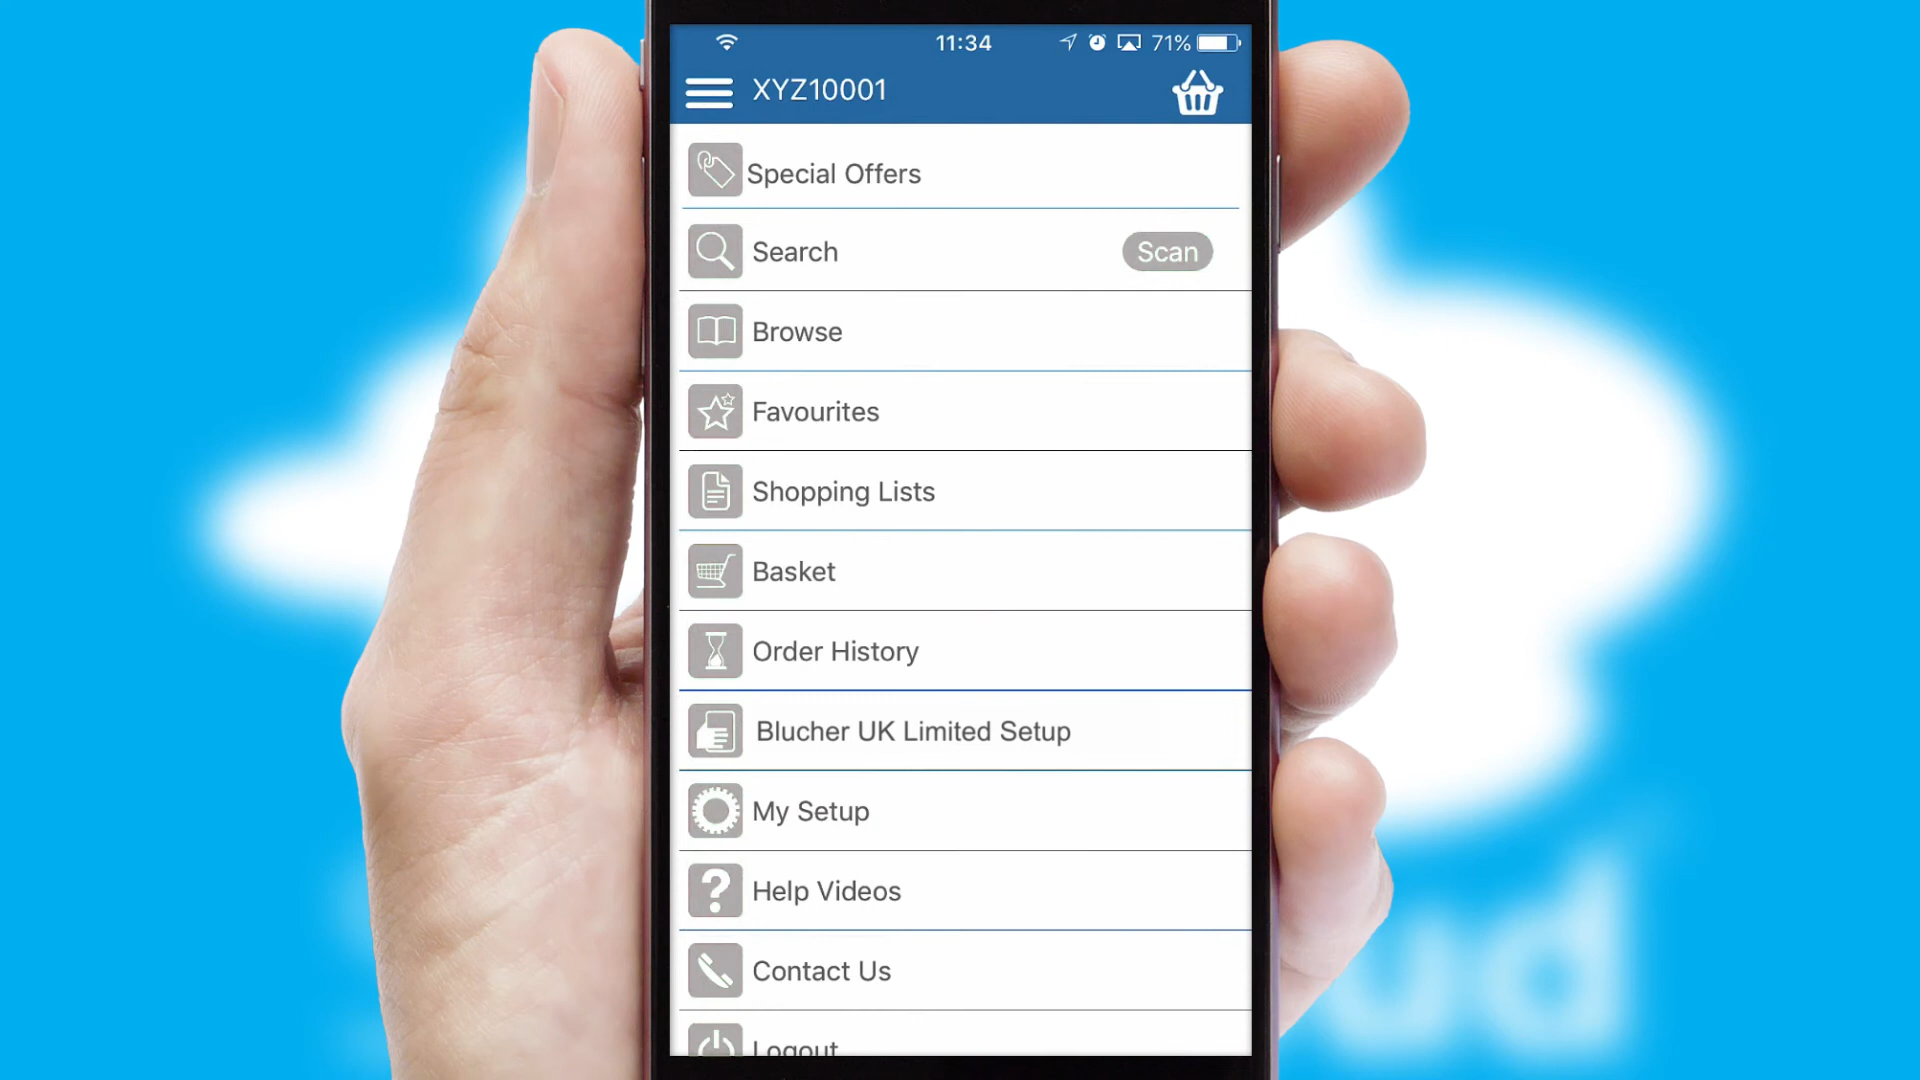 11:34
71%
XYZ10001
Special Offers
Search
Scan
Browse
Favourites
Shopping Lists
Basket
Order History
Blucher UK Limited Setup
My Setup
Help Videos
Contact Us
Logout
ud